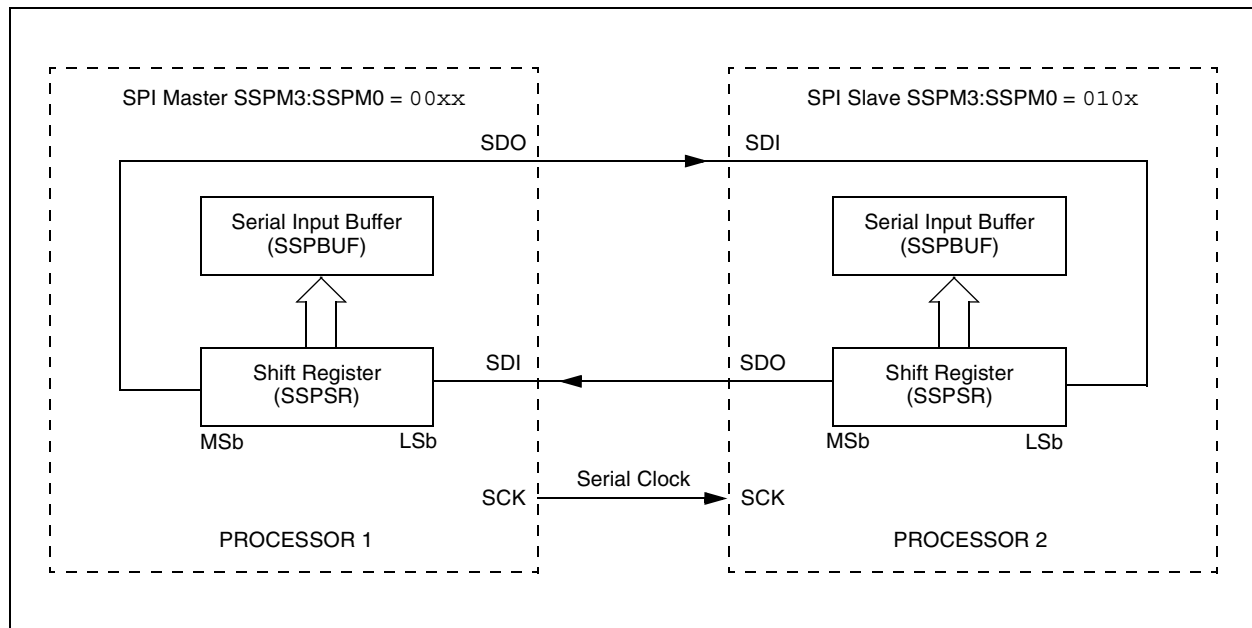 SPI Master SSPM3:SSPM0 = 00xx
SDO
Serial Input Buffer
(SSPBUF)
Shift Register
(SSPSR)
MSb
LSb
SDI
SCK
PROCESSOR 1
Serial Clock
SPI Slave SSPM3:SSPM0 = 010x
SDI
Serial Input Buffer
(SSPBUF)
SDO
Shift Register
(SSPSR)
MSb
LSb
SCK
PROCESSOR 2